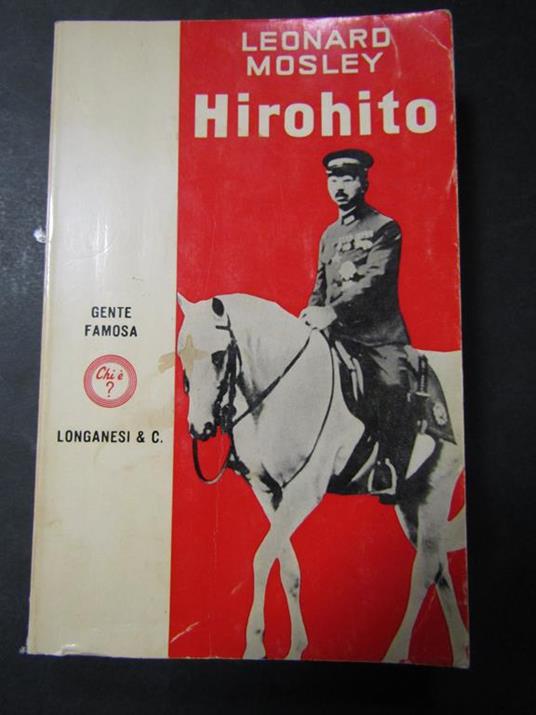 LEONARD
MOSLEY
Hirohito
GENTE
FAMOSA
Chi è
?
LONGANESI & C.